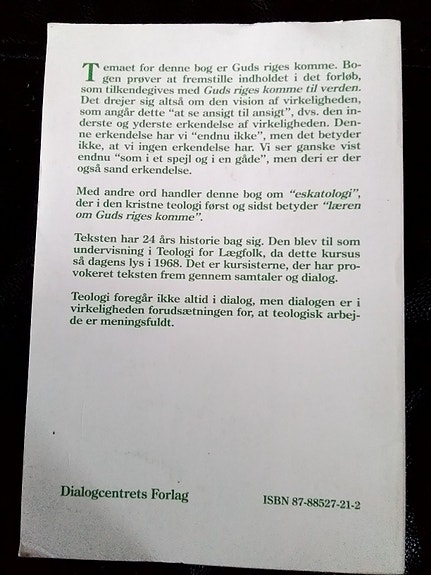 Temaet for denne bog er Guds riges komme. Bo-
gen prøver at fremstille indholdet i det forløb,
som tilkendegives med Guds riges komme til verden.
Det drejer sig altså om den vision af virkeligheden,
som angår dette "at se ansigt til ansigt", dvs. den in-
derste og yderste erkendelse af virkeligheden. Den-
ne erkendelse har vi "endnu ikke", men det betyder
ikke, at vi ingen erkendelse har. Vi ser ganske vist
endnu "som i et spejl og i en gåde", men deri er der
også sand erkendelse.
Med andre ord handler denne bog om "eskatologi",
der i den kristne teologi først og sidst betyder "læren
om Guds riges komme".
Teksten har 24 års historie bag sig. Den blev til som
undervisning i Teologi for Lægfolk, da dette kursus
så dagens lys i 1968. Det er kursisterne, der har pro-
vokeret teksten frem gennem samtaler og dialog.
Teologi foregår ikke altid i dialog, men dialogen er i
virkeligheden forudsætningen for, at teologisk arbej-
de er meningsfuldt.
Dialogcentrets Forlag
ISBN 87-88527-21-2